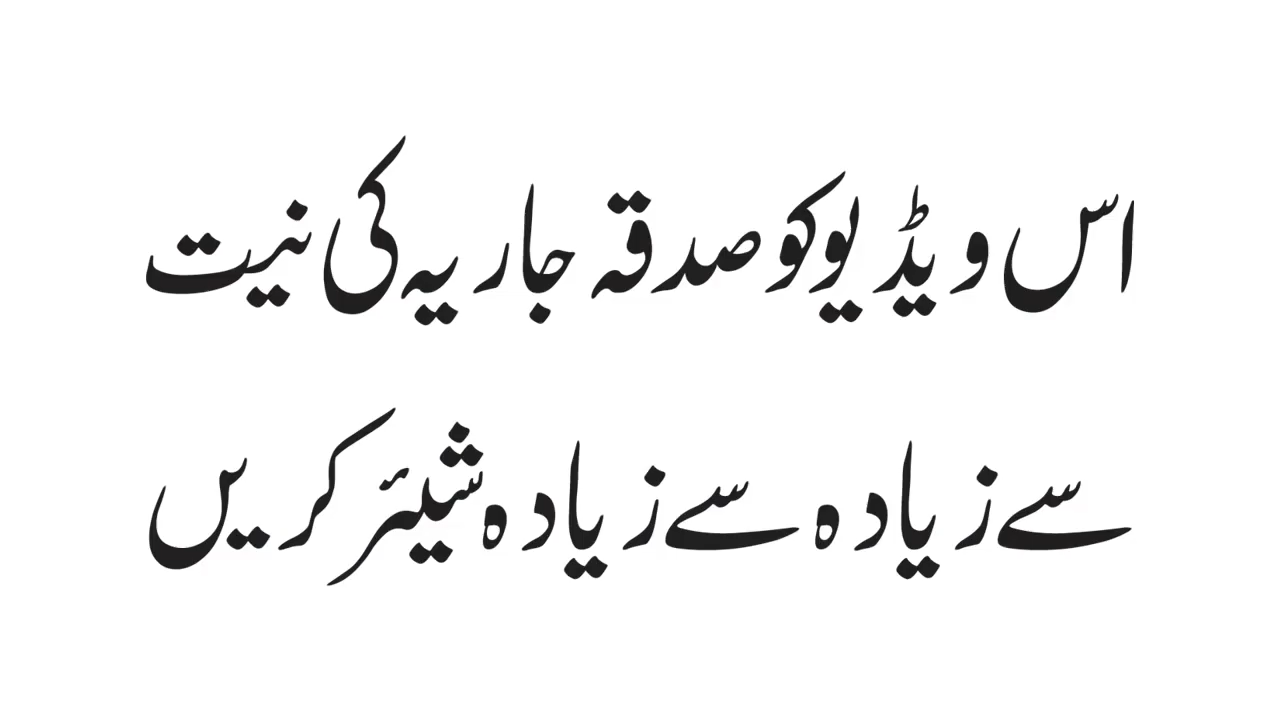 اس ویڈیو کو صدقہ جاریہ کی نیت
سے زیادہ سے زیادہ شیئر کریں